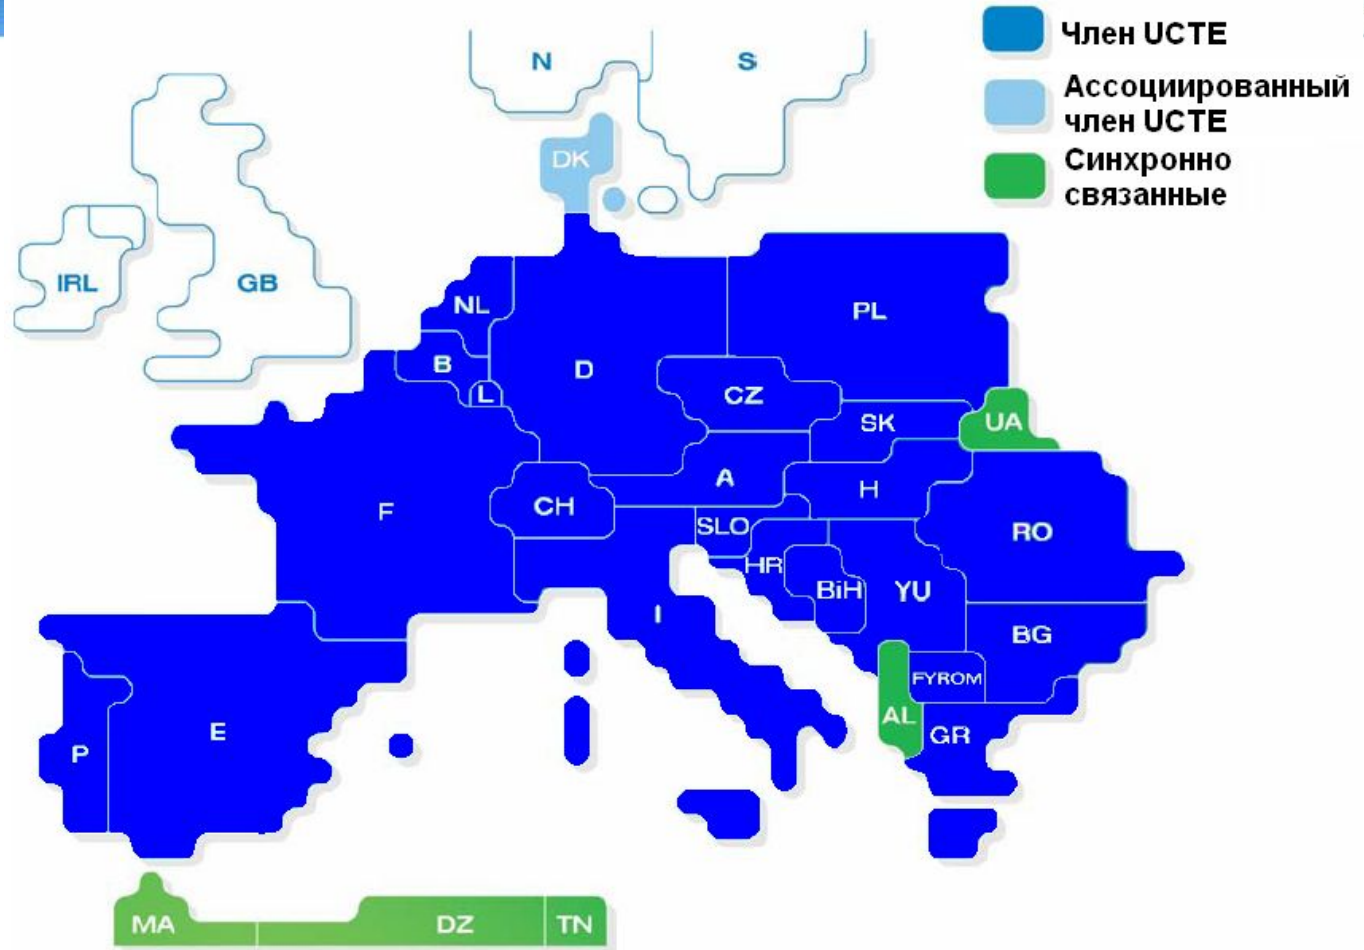 Член UCTE
Ассоциированный
член UCTE
Синхронно
связанные
N
S
DK
IRL
GB
NL
PL
B
D
L
CZ
SK
UA
A
H
CH
F
SLO
RO
HR
BiH
YU
I
BG
FYROM
AL
GR
E
P
MA
DZ
TN